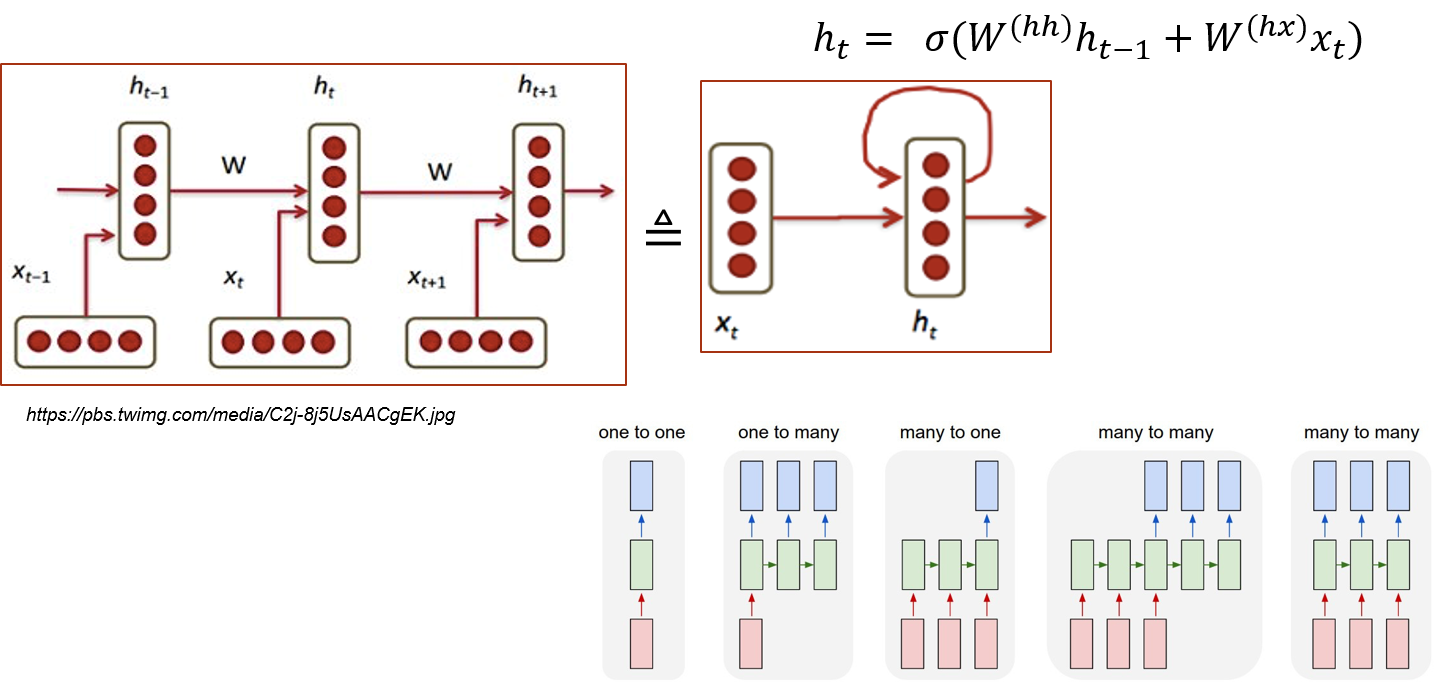 h_t = σ(W^(hh) h_{t−1} + W^(hx) x_t)
h_{t−1} h_t h_{t+1}
W W
x_{t−1} x_t x_{t+1}
≜
x_t h_t
https://pbs.twimg.com/media/C2j-8j5UsAACgEK.jpg
one to one one to many many to one many to many many to many